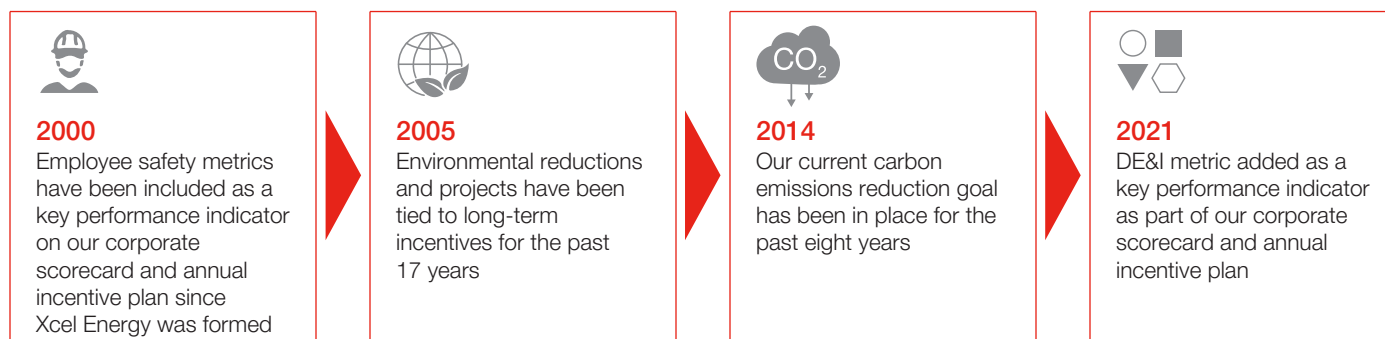 2000
Employee safety metrics
have been included as a
key performance indicator
on our corporate
scorecard and annual
incentive plan since
Xcel Energy was formed
2005
Environmental reductions
and projects have been
tied to long-term
incentives for the past
17 years
CO2
2014
Our current carbon
emissions reduction goal
has been in place for the
past eight years
2021
DE&I metric added as a
key performance indicator
as part of our corporate
scorecard and annual
incentive plan